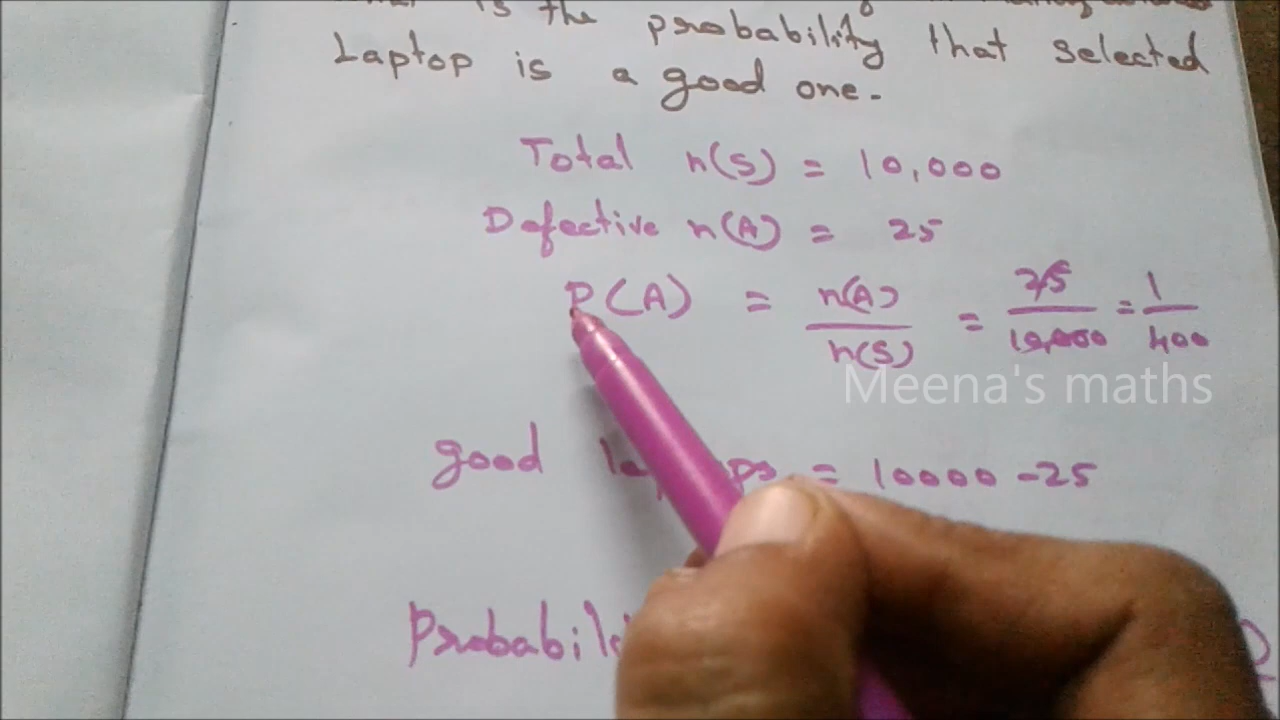 is the probability that selected
Laptop is a good one.
Total n(S) = 10,000
Defective n(A) = 25
P(A) = n(A)/n(S) = 25/10,000 = 1/400
Meena's maths
good = 10000 - 25